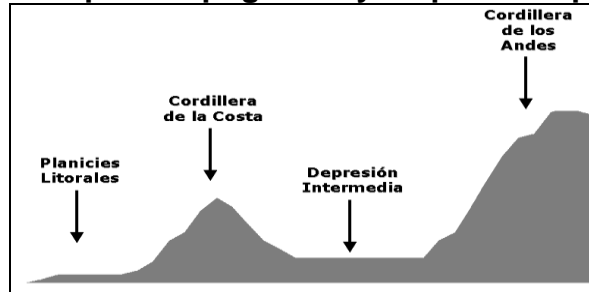 Cordillera
de los
Andes
Cordillera
de la Costa
Planicies
Litorales
Depresión
Intermedia